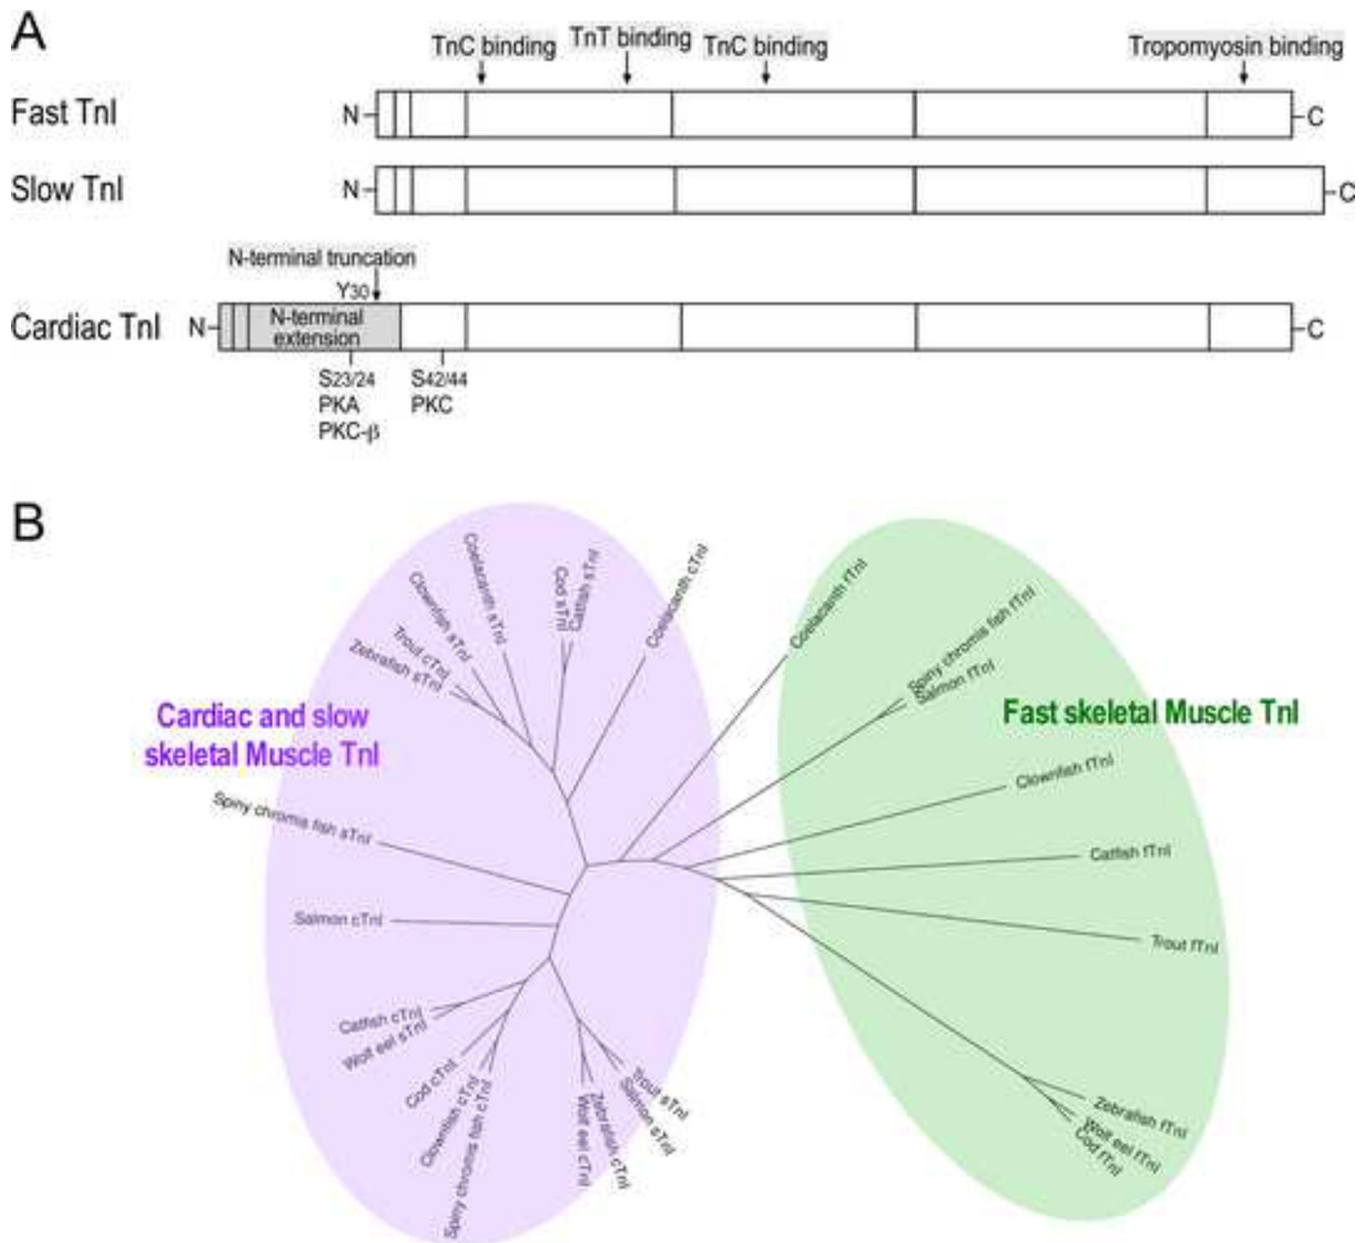 A
TnC binding
TnT binding
TnC binding
Tropomyosin binding
Fast TnI
N
C
Slow TnI
N
C
N-terminal truncation
Y30
Cardiac TnI
N
N-terminal
extension
C
S23/24
S42/44
PKA
PKC
PKC-β
B
Cardiac and slow
skeletal Muscle TnI
Fast skeletal Muscle TnI
Zebrafish sTnI
Trout cTnI
Clownfish sTnI
Coelacanth sTnI
Cod sTnI
Catfish sTnI
Coelacanth cTnI
Coelacanth fTnI
Spiny chromis fish fTnI
Salmon fTnI
Clownfish fTnI
Catfish fTnI
Trout fTnI
Zebrafish fTnI
Wolf eel fTnI
Cod fTnI
Spiny chromis fish sTnI
Salmon cTnI
Catfish cTnI
Wolf eel sTnI
Cod cTnI
Clownfish cTnI
Spiny chromis fish cTnI
Wolf eel cTnI
Zebrafish cTnI
Salmon sTnI
Trout sTnI